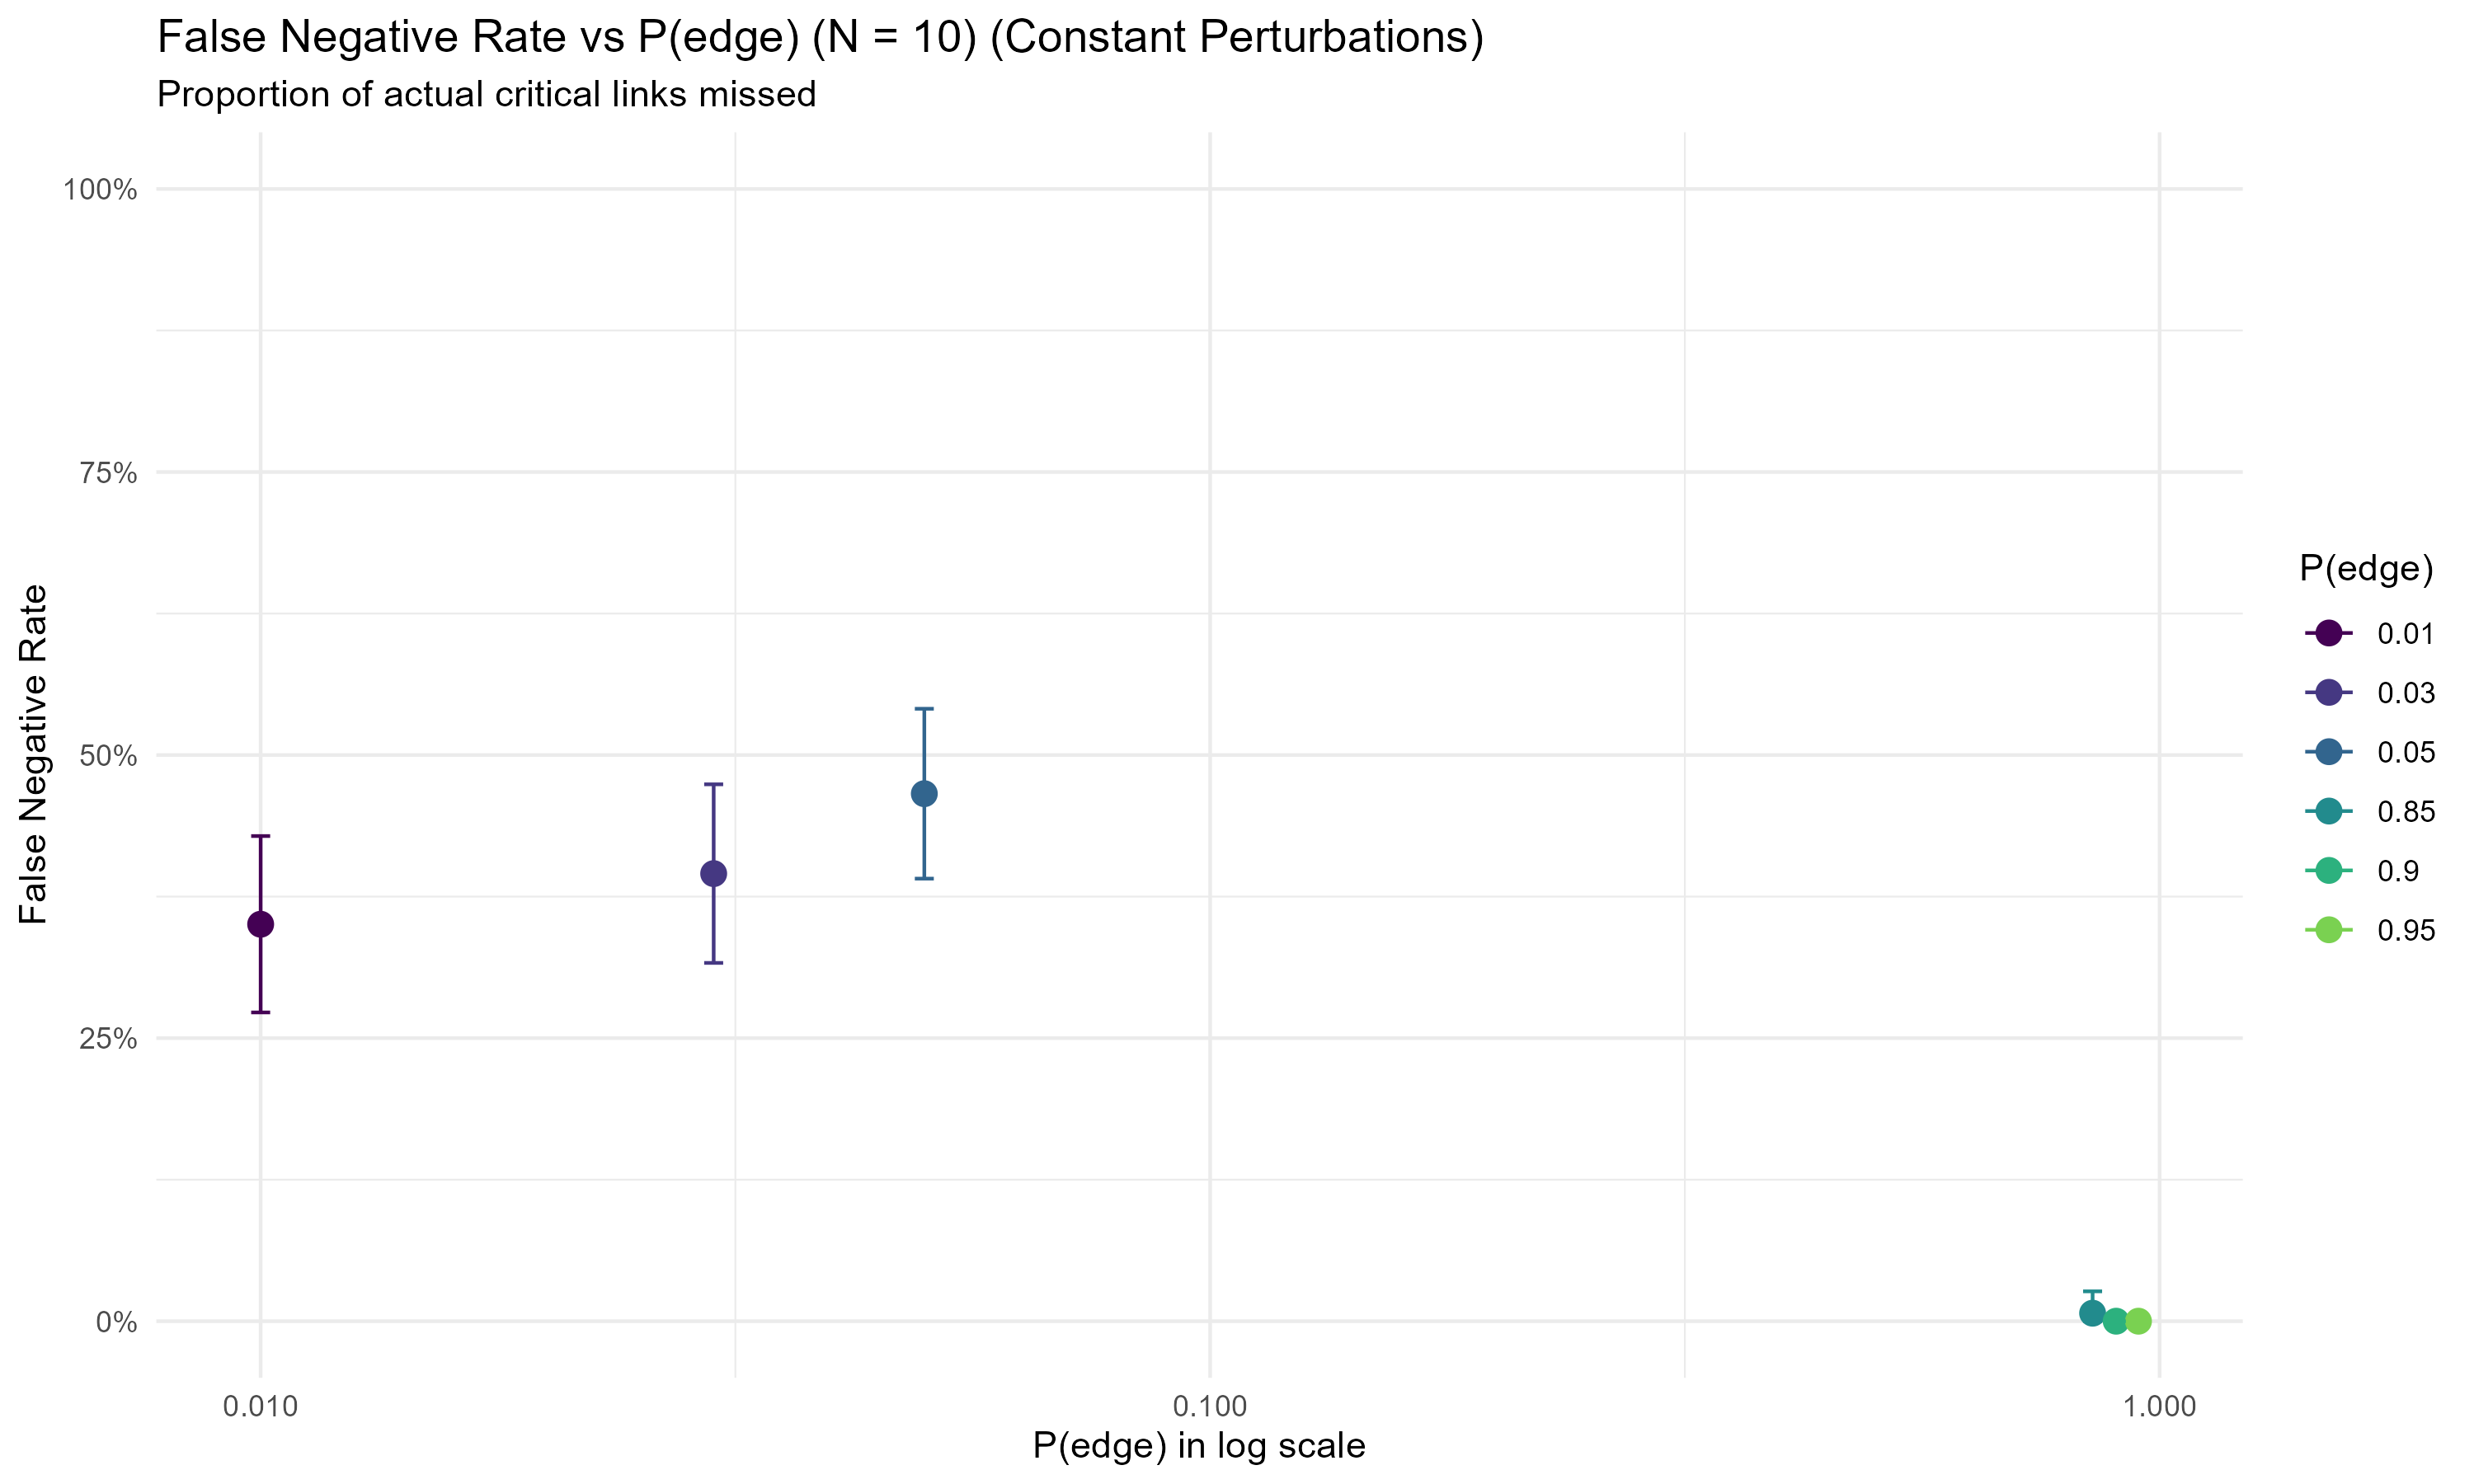 False Negative Rate vs P(edge) (N = 10) (Constant Perturbations)
Proportion of actual critical links missed
False Negative Rate
100%
75%
50%
25%
0%
0.010
0.100
1.000
P(edge) in log scale
P(edge)
0.01
0.03
0.05
0.85
0.9
0.95